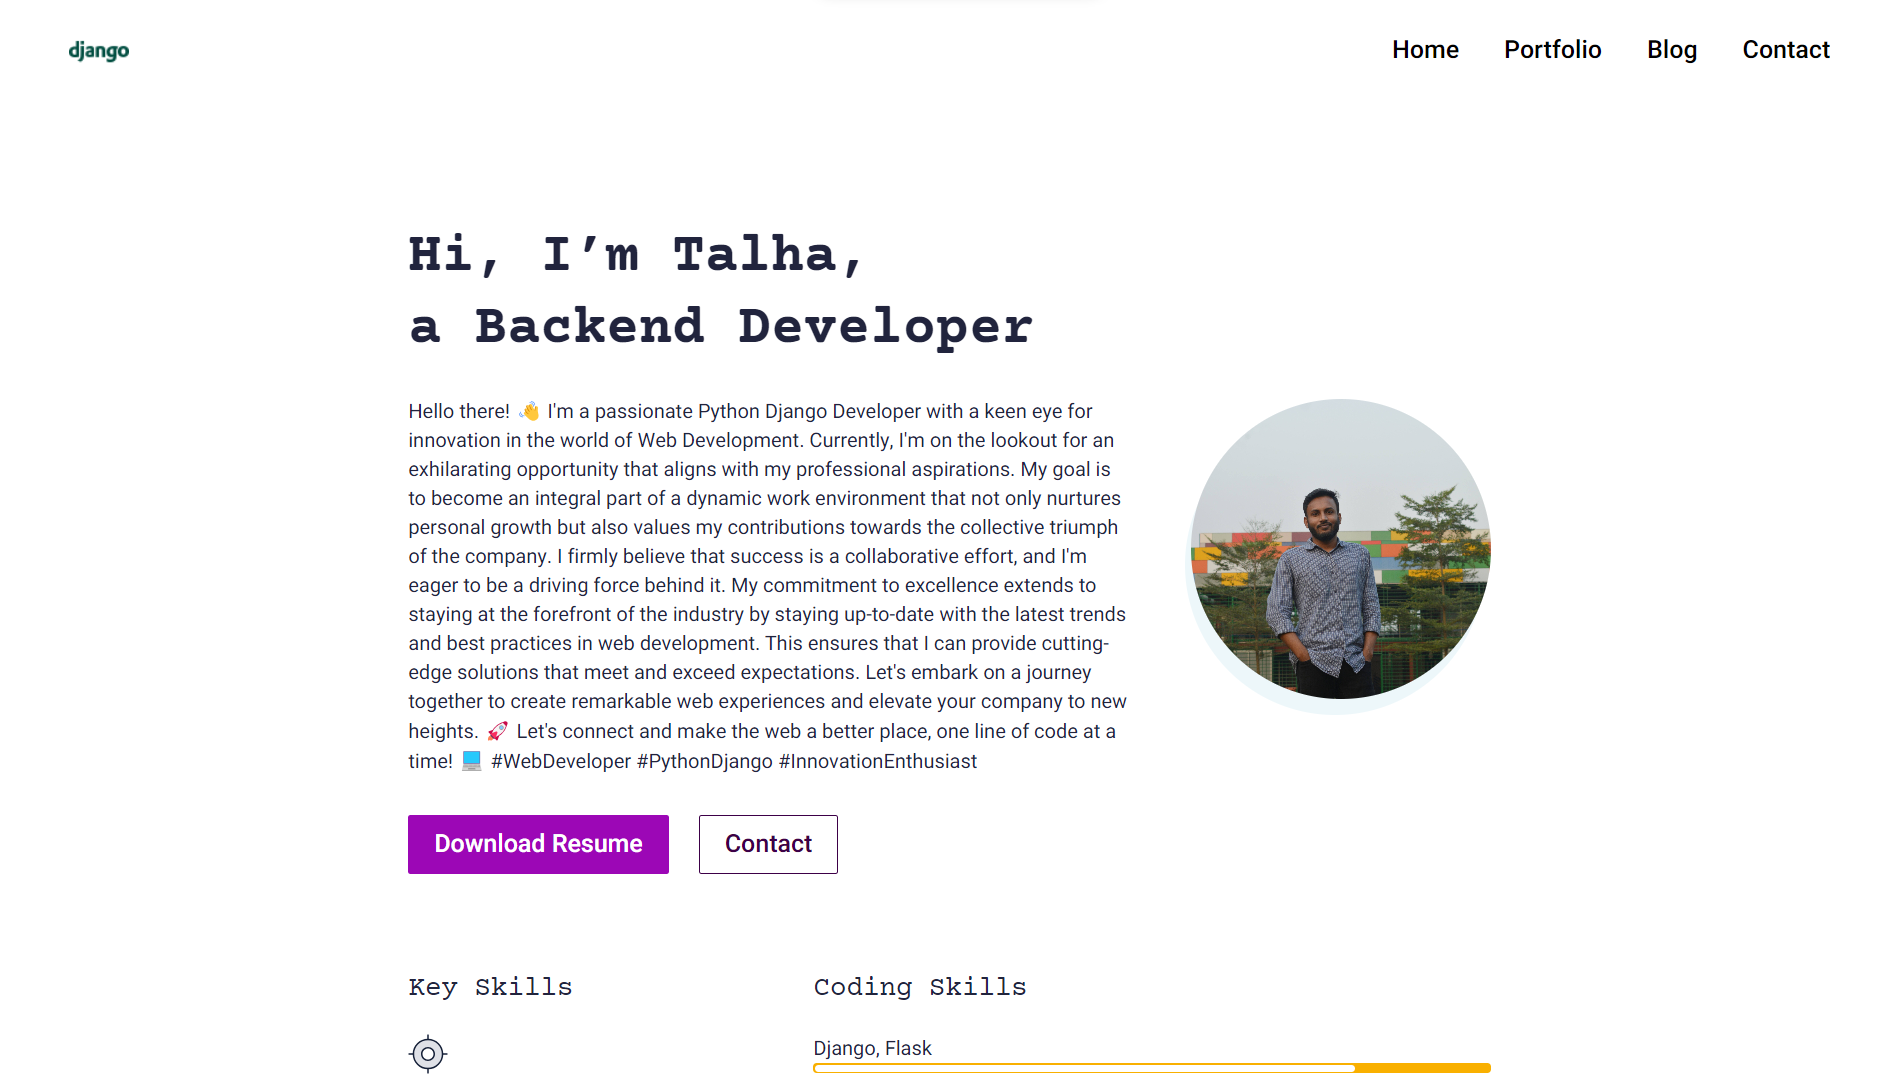 django
Home Portfolio Blog Contact
Hi, I’m Talha,
a Backend Developer
Hello there! 👋 I'm a passionate Python Django Developer with a keen eye for
innovation in the world of Web Development. Currently, I'm on the lookout for an
exhilarating opportunity that aligns with my professional aspirations. My goal is
to become an integral part of a dynamic work environment that not only nurtures
personal growth but also values my contributions towards the collective triumph
of the company. I firmly believe that success is a collaborative effort, and I'm
eager to be a driving force behind it. My commitment to excellence extends to
staying at the forefront of the industry by staying up-to-date with the latest trends
and best practices in web development. This ensures that I can provide cutting-
edge solutions that meet and exceed expectations. Let's embark on a journey
together to create remarkable web experiences and elevate your company to new
heights. 🚀 Let's connect and make the web a better place, one line of code at a
time! 💻 #WebDeveloper #PythonDjango #InnovationEnthusiast
Download Resume Contact
Key Skills
Coding Skills
Django, Flask